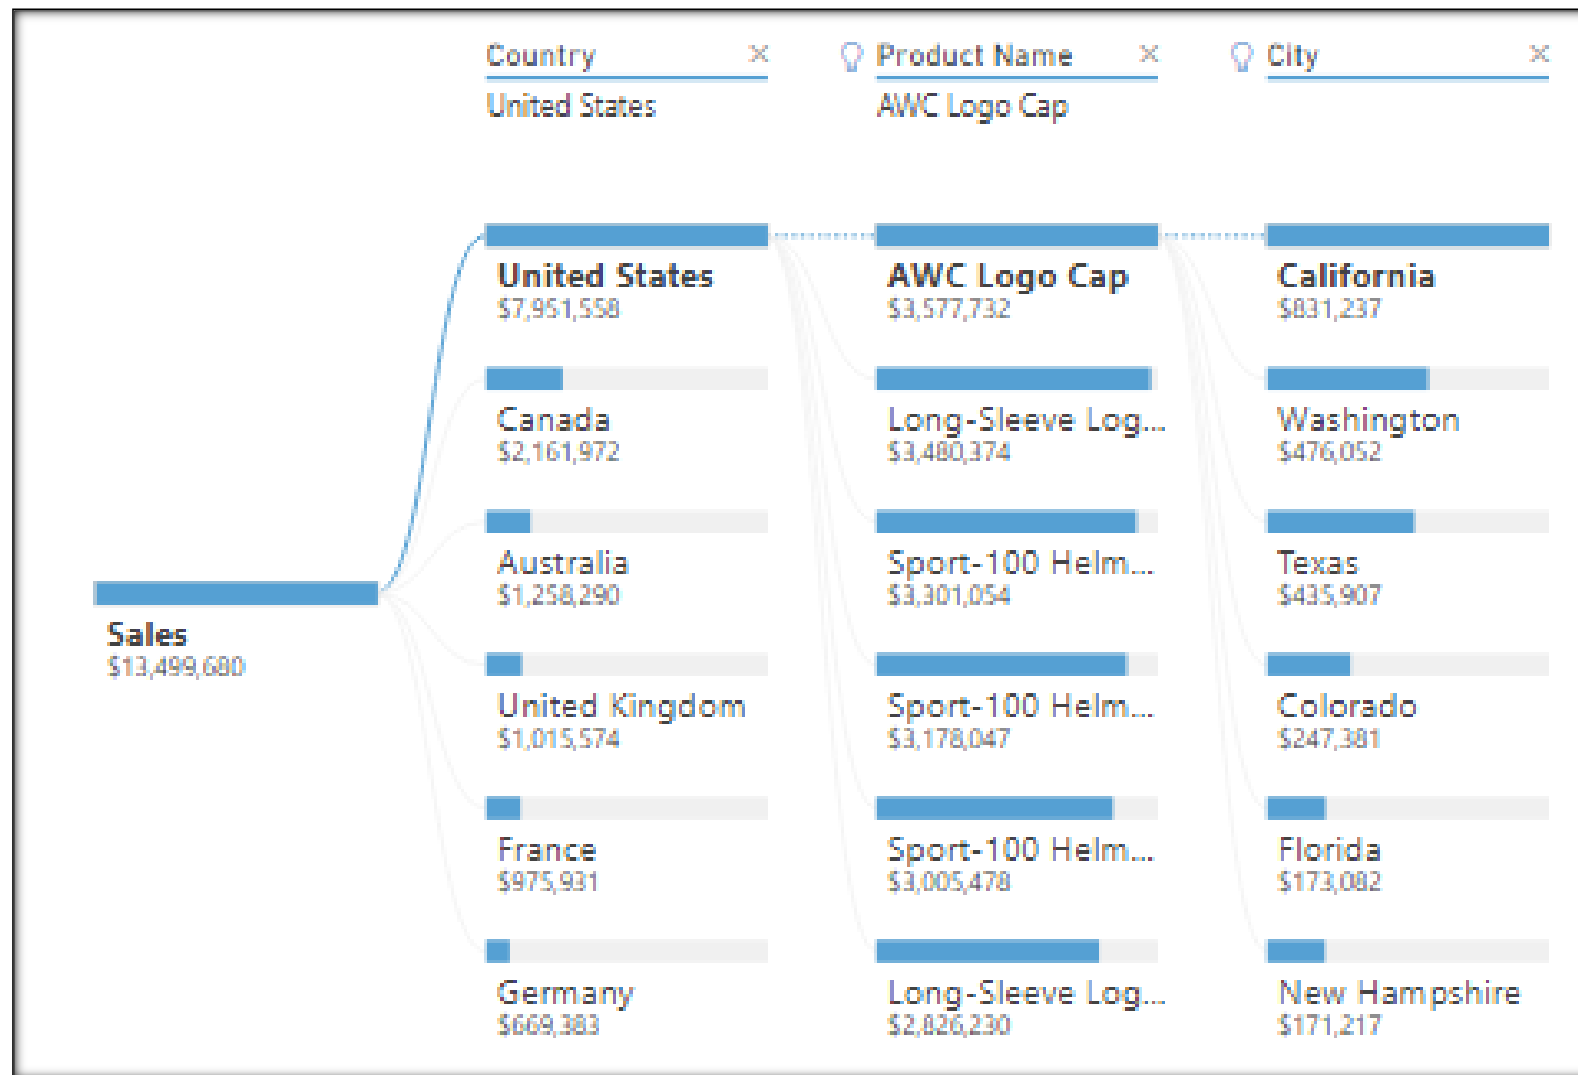 Country
United States
Product Name
AWC Logo Cap
City
Sales
$13,499,680
United States
$7,951,558
Canada
$2,161,972
Australia
$1,258,290
United Kingdom
$1,015,574
France
$975,931
Germany
$669,383
AWC Logo Cap
$3,577,732
Long-Sleeve Log...
$3,480,374
Sport-100 Helm...
$3,301,054
Sport-100 Helm...
$3,178,047
Sport-100 Helm...
$3,005,478
Long-Sleeve Log...
$2,826,230
California
$831,237
Washington
$476,052
Texas
$435,907
Colorado
$247,381
Florida
$173,082
New Hampshire
$171,217